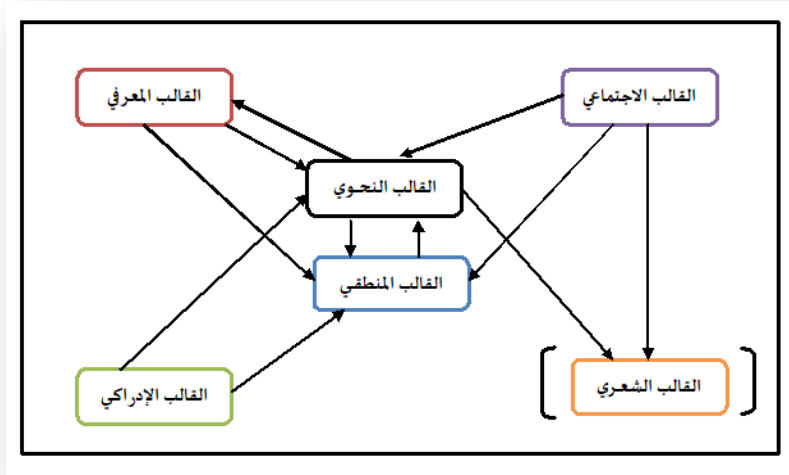 القالب الاجتماعي
القالب المعرفي
القالب النحوي
القالب المنطقي
القالب الشعري
القالب الإدراكي